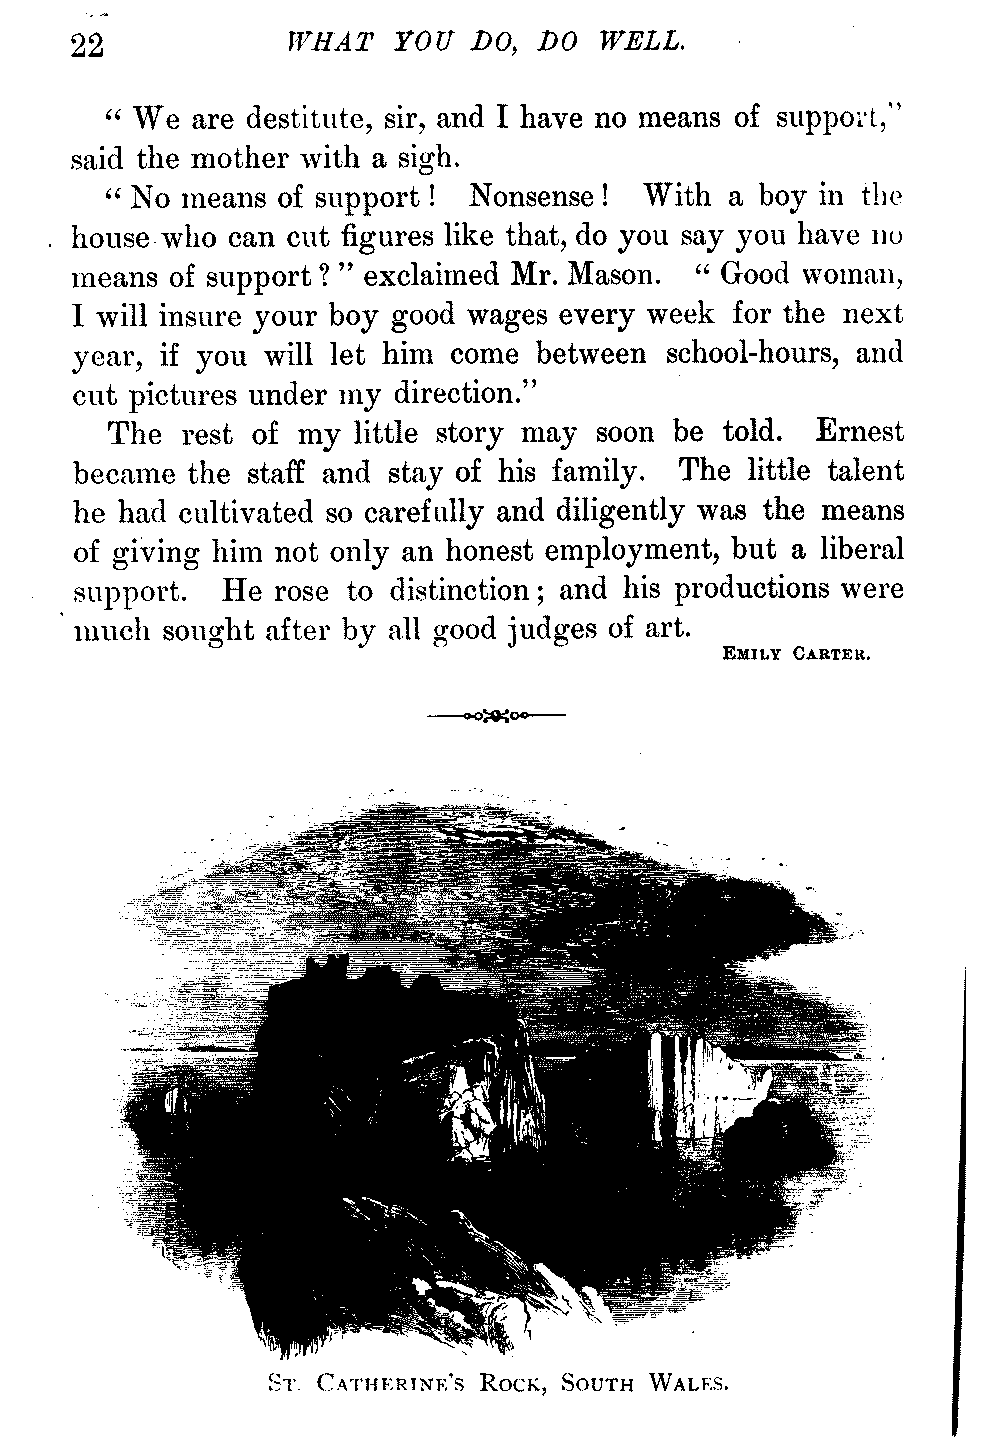 22 WHAT YOU DO, DO WELL.
“ We are destitute, sir, and I have no means of support,”
said the mother with a sigh.
“ No means of support ! Nonsense ! With a boy in the
house who can cut figures like that, do you say you have no
means of support ? ” exclaimed Mr. Mason. “ Good woman,
I will insure your boy good wages every week for the next
year, if you will let him come between school-hours, and
cut pictures under my direction.”
The rest of my little story may soon be told. Ernest
became the staff and stay of his family. The little talent
he had cultivated so carefully and diligently was the means
of giving him not only an honest employment, but a liberal
support. He rose to distinction ; and his productions were
much sought after by all good judges of art.
EMILY CARTER.
ST. CATHERINE'S ROCK, SOUTH WALES.